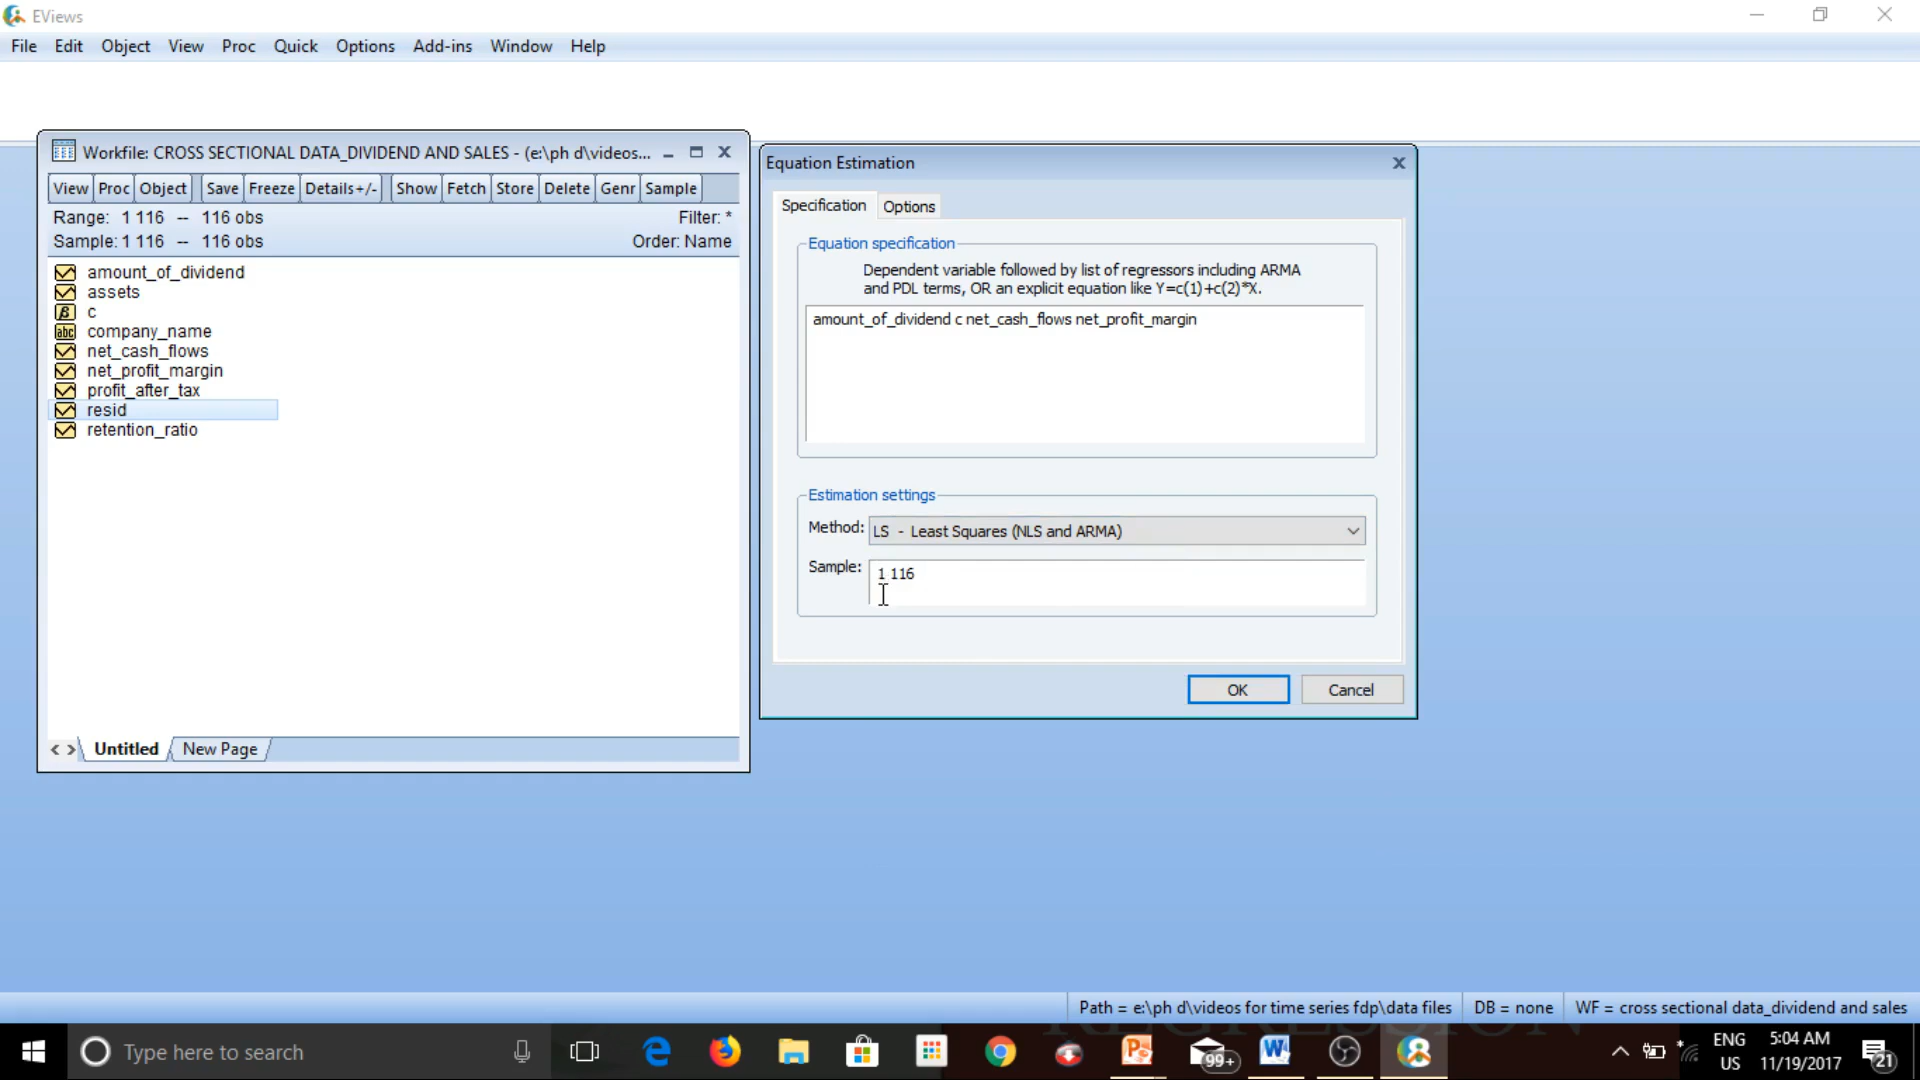 EViews
File Edit Object View Proc Quick Options Add-ins Window Help
Workfile: CROSS SECTIONAL DATA_DIVIDEND AND SALES - (e:\ph d\videos...
View Proc Object Save Freeze Details+/- Show Fetch Store Delete Genr Sample
Range: 1 116 -- 116 obs Filter: *
Sample: 1 116 -- 116 obs Order: Name
amount_of_dividend
assets
β c
abc company_name
net_cash_flows
net_profit_margin
profit_after_tax
resid
retention_ratio
< > Untitled New Page
Equation Estimation
Specification Options
Equation specification
Dependent variable followed by list of regressors including ARMA
and PDL terms, OR an explicit equation like Y=c(1)+c(2)*X.
amount_of_dividend c net_cash_flows net_profit_margin
Estimation settings
Method: LS - Least Squares (NLS and ARMA)
Sample: 1 116
OK Cancel
Path = e:\ph d\videos for time series fdp\data files DB = none WF = cross sectional data_dividend and sales
Type here to search
99+
ENG 5:04 AM
US 11/19/2017 21